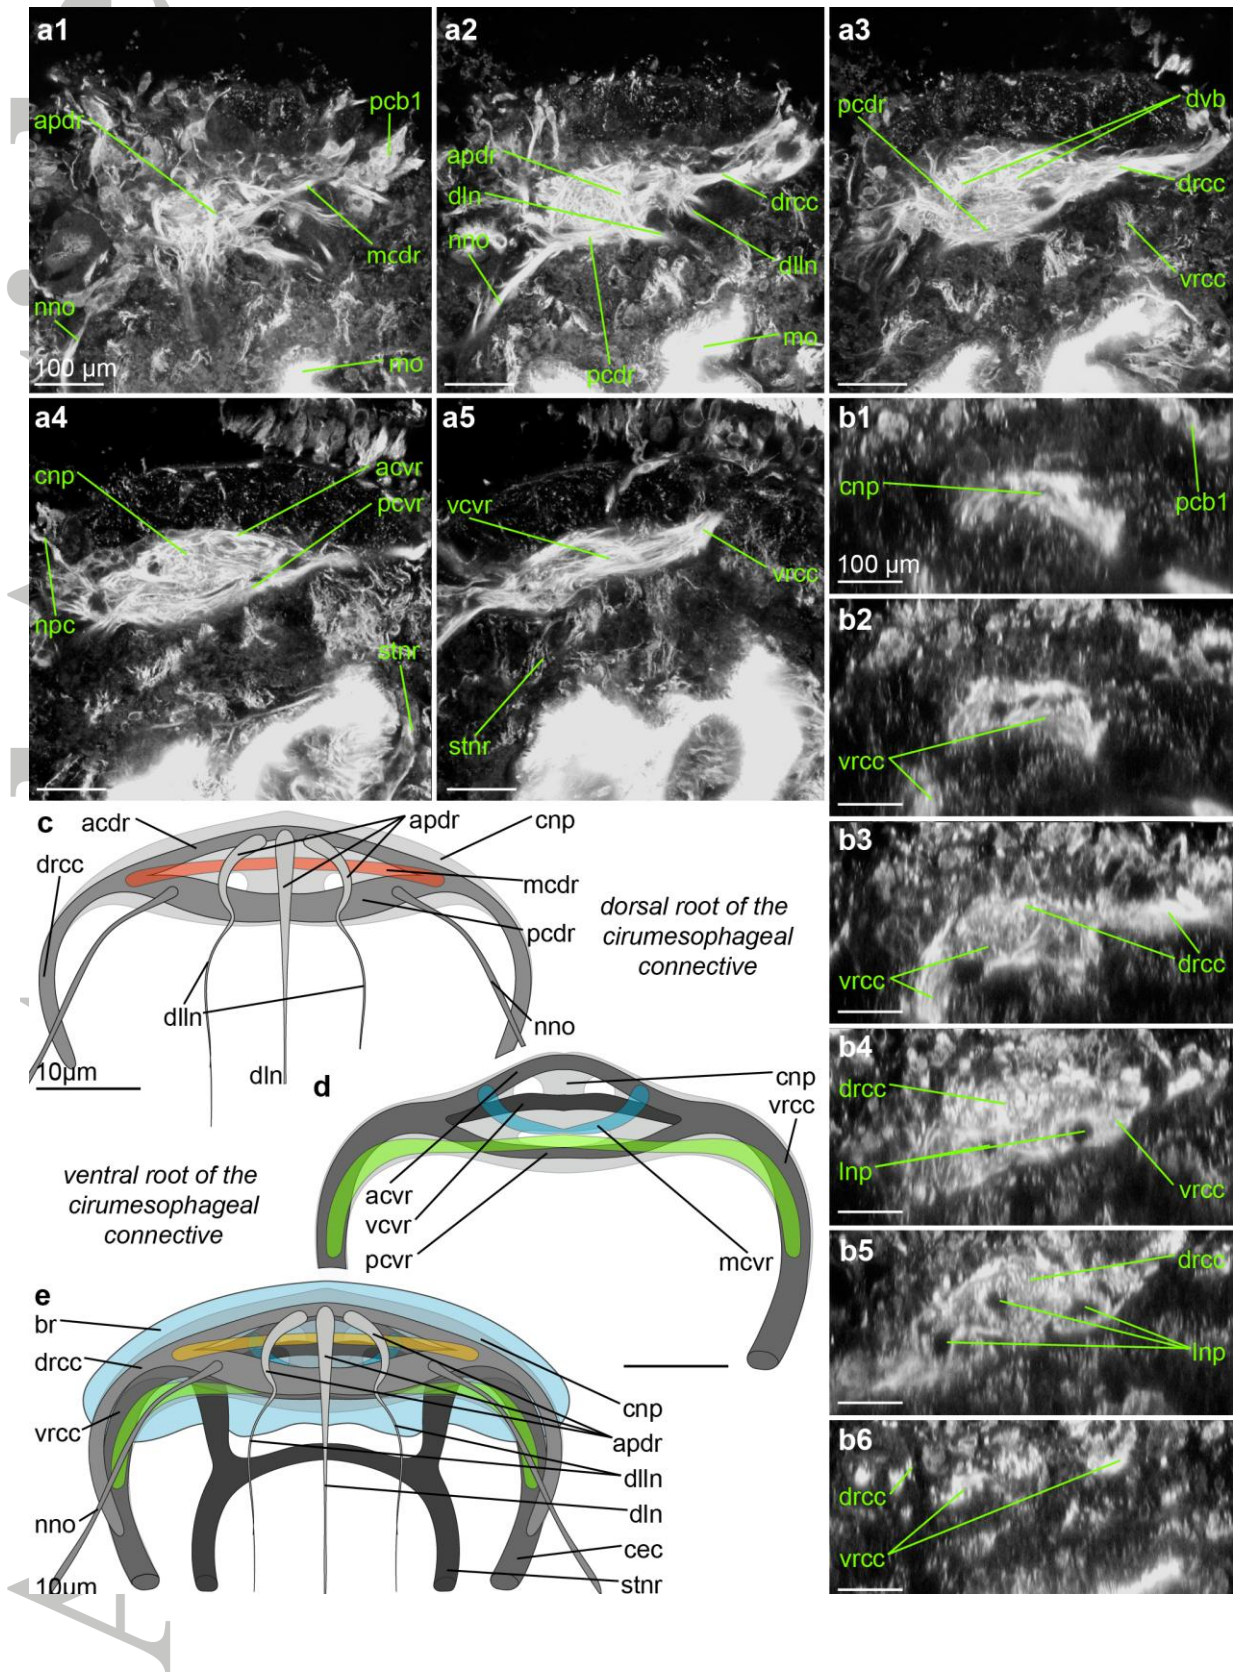 a1
apdr
pcb1
mcdr
nno
100 µm
mo
a2
apdr
dln
nno
drcc
dlln
mo
pcdr
a3
pcdr
dvb
drcc
vrcc
a4
cnp
acvr
pcvr
npc
stnr
a5
vcvr
vrcc
stnr
b1
cnp
pcb1
100 µm
b2
vrcc
b3
vrcc
drcc
b4
drcc
lnp
vrcc
b5
drcc
lnp
b6
drcc
vrcc
c
acdr
apdr
cnp
drcc
mcdr
pcdr
dorsal root of the
cirumesophageal
connective
dlln
nno
10µm
dln
d
cnp
vrcc
ventral root of the
cirumesophageal
connective
acvr
vcvr
pcvr
mcvr
e
br
drcc
vrcc
nno
10µm
cnp
apdr
dlln
dln
cec
stnr